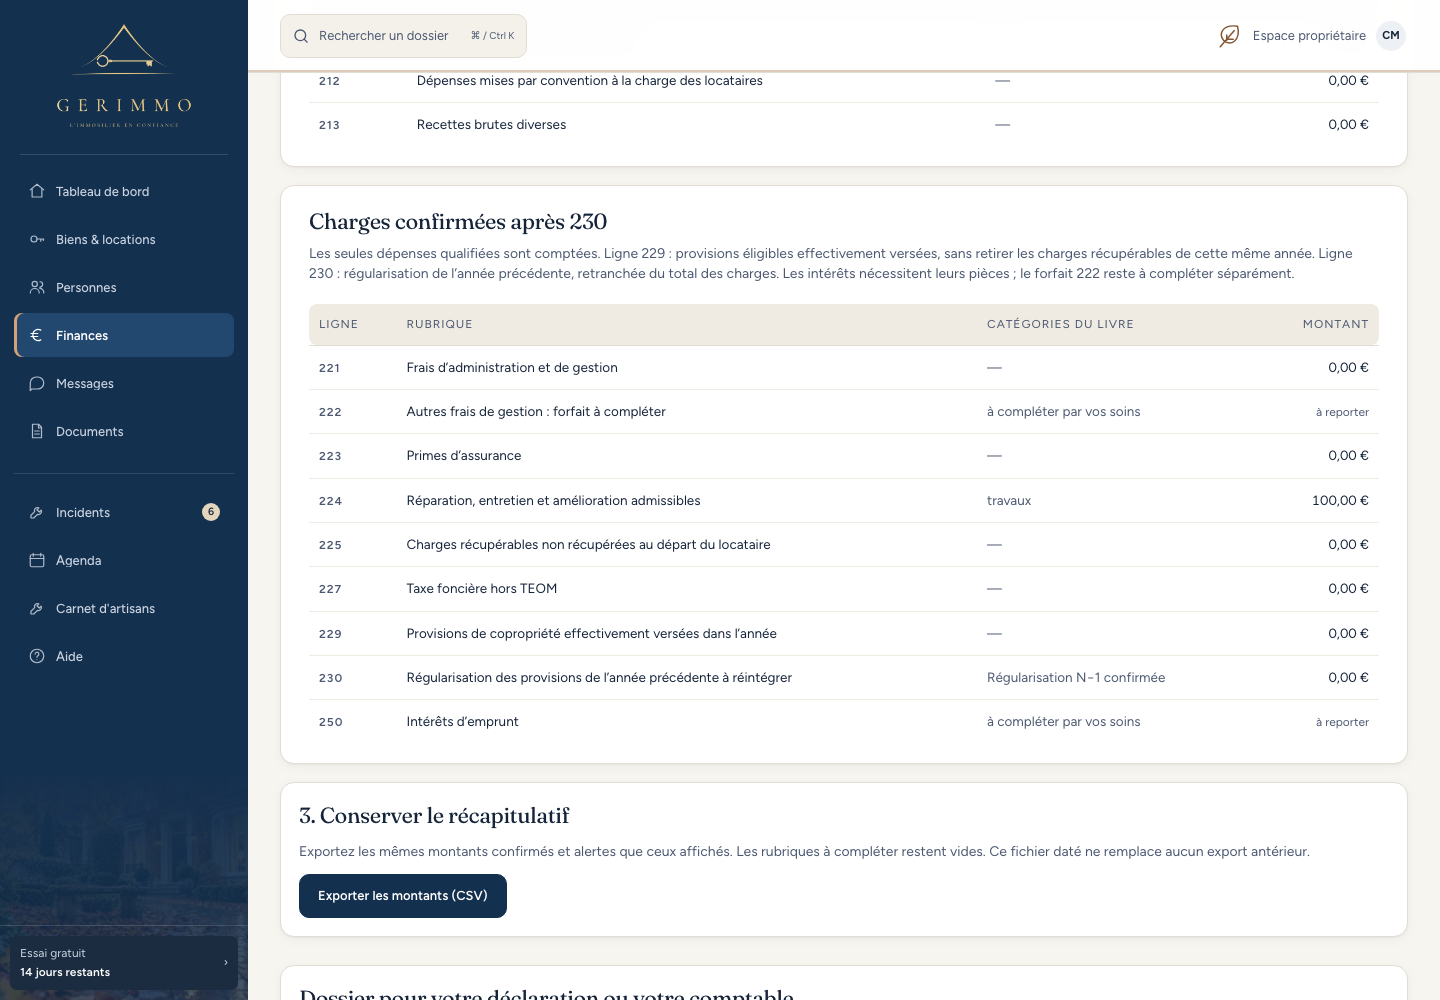 GERIMMO
L'IMMOBILIER EN CONFIANCE
Tableau de bord
Biens & locations
Personnes
Finances
Messages
Documents
Incidents 6
Agenda
Carnet d'artisans
Aide
Essai gratuit
14 jours restants
Rechercher un dossier ⌘ / Ctrl K
Espace propriétaire CM
212 Dépenses mises par convention à la charge des locataires — 0,00 €
213 Recettes brutes diverses — 0,00 €
Charges confirmées après 230
Les seules dépenses qualifiées sont comptées. Ligne 229 : provisions éligibles effectivement versées, sans retirer les charges récupérables de cette même année. Ligne
230 : régularisation de l’année précédente, retranchée du total des charges. Les intérêts nécessitent leurs pièces ; le forfait 222 reste à compléter séparément.
LIGNE RUBRIQUE CATÉGORIES DU LIVRE MONTANT
221 Frais d’administration et de gestion — 0,00 €
222 Autres frais de gestion : forfait à compléter à compléter par vos soins à reporter
223 Primes d’assurance — 0,00 €
224 Réparation, entretien et amélioration admissibles travaux 100,00 €
225 Charges récupérables non récupérées au départ du locataire — 0,00 €
227 Taxe foncière hors TEOM — 0,00 €
229 Provisions de copropriété effectivement versées dans l’année — 0,00 €
230 Régularisation des provisions de l’année précédente à réintégrer Régularisation N−1 confirmée 0,00 €
250 Intérêts d’emprunt à compléter par vos soins à reporter
3. Conserver le récapitulatif
Exportez les mêmes montants confirmés et alertes que ceux affichés. Les rubriques à compléter restent vides. Ce fichier daté ne remplace aucun export antérieur.
Exporter les montants (CSV)
Dossier pour votre déclaration ou votre comptable